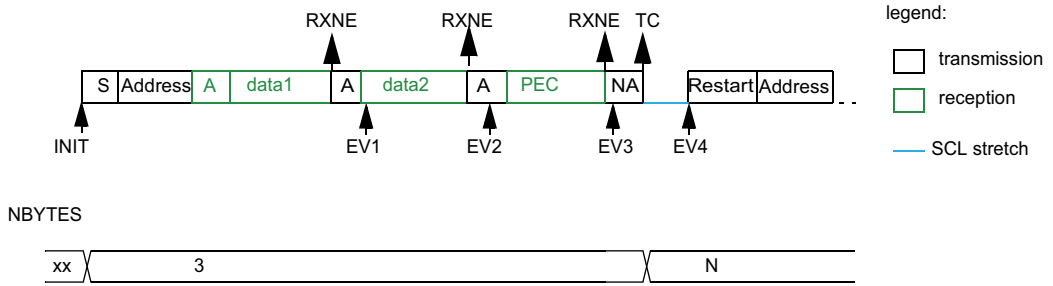 RXNE RXNE RXNE TC
legend:
S Address A data1 A data2 A PEC NA Restart Address
transmission
reception
INIT EV1 EV2 EV3 EV4
SCL stretch
NBYTES
xx 3 N